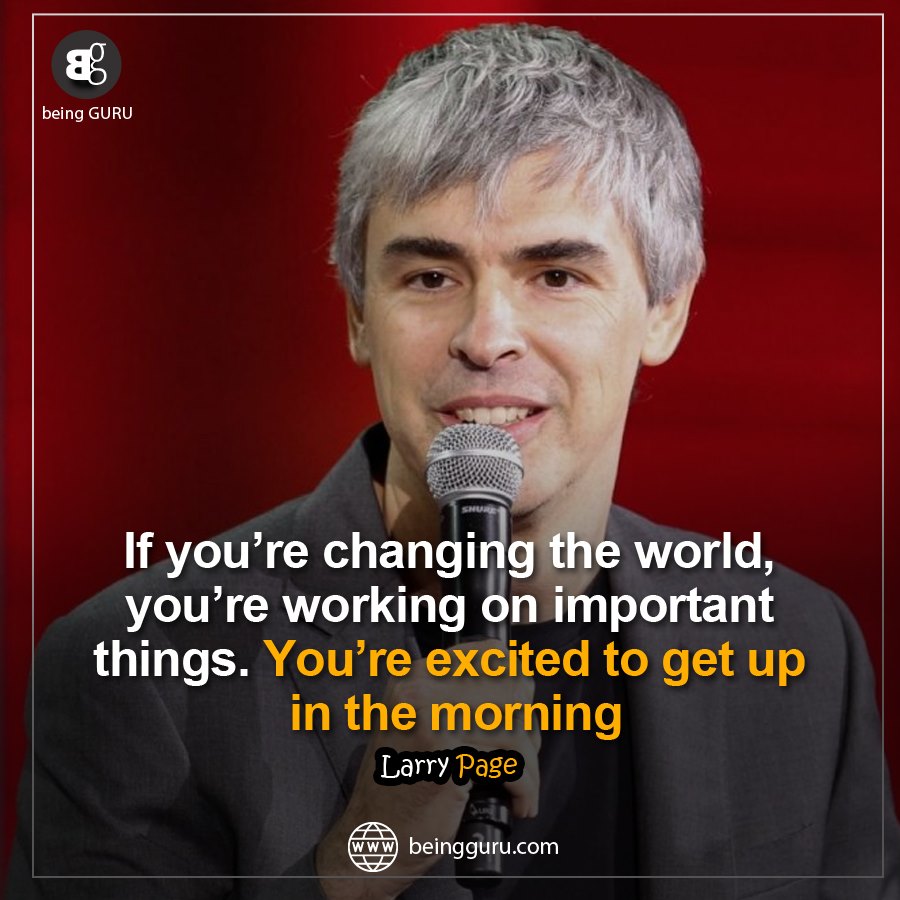 Bg
g
being GURU
SHURE
If you're changing the world,
you're working on important
things. You're excited to get up
in the morning
Larry Page
www beingguru.com